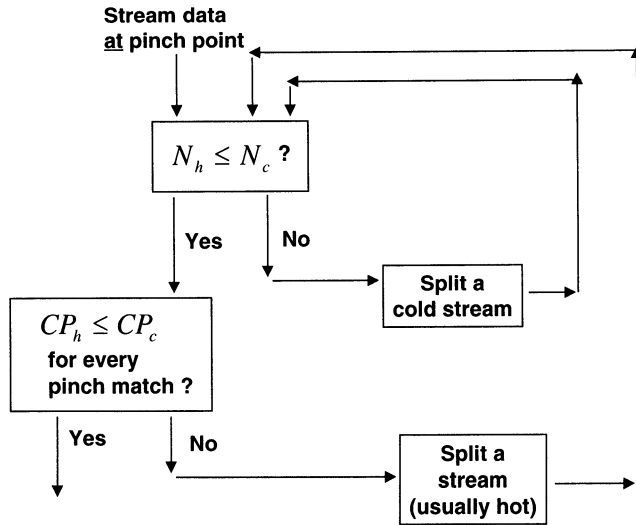 Stream data
at pinch point
N_h ≤ N_c ?
Yes
No
Split a
cold stream
CP_h ≤ CP_c
for every
pinch match ?
Yes
No
Split a
stream
(usually hot)